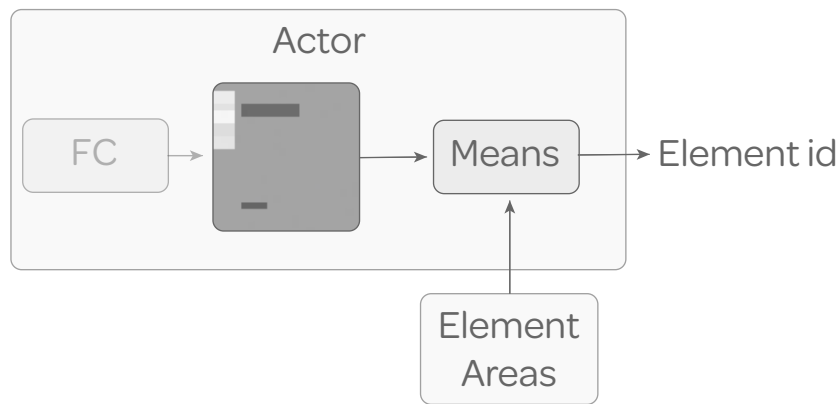 Actor
FC
Means
Element id
Element
Areas